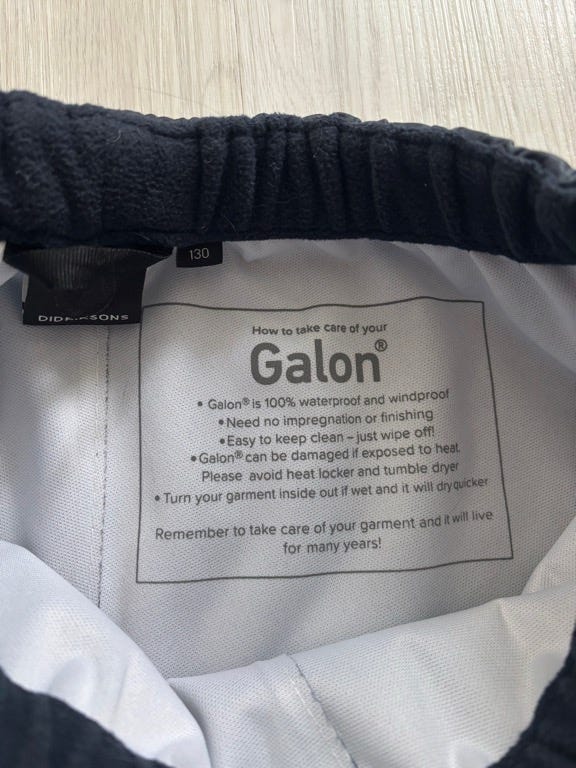 130
DIDRIKSONS
How to take care of your
Galon®
• Galon® is 100% waterproof and windproof
• Need no impregnation or finishing
• Easy to keep clean – just wipe off!
• Galon® can be damaged if exposed to heat.
Please avoid heat locker and tumble dryer
• Turn your garment inside out if wet and it will dry quicker
Remember to take care of your garment and it will live
for many years!